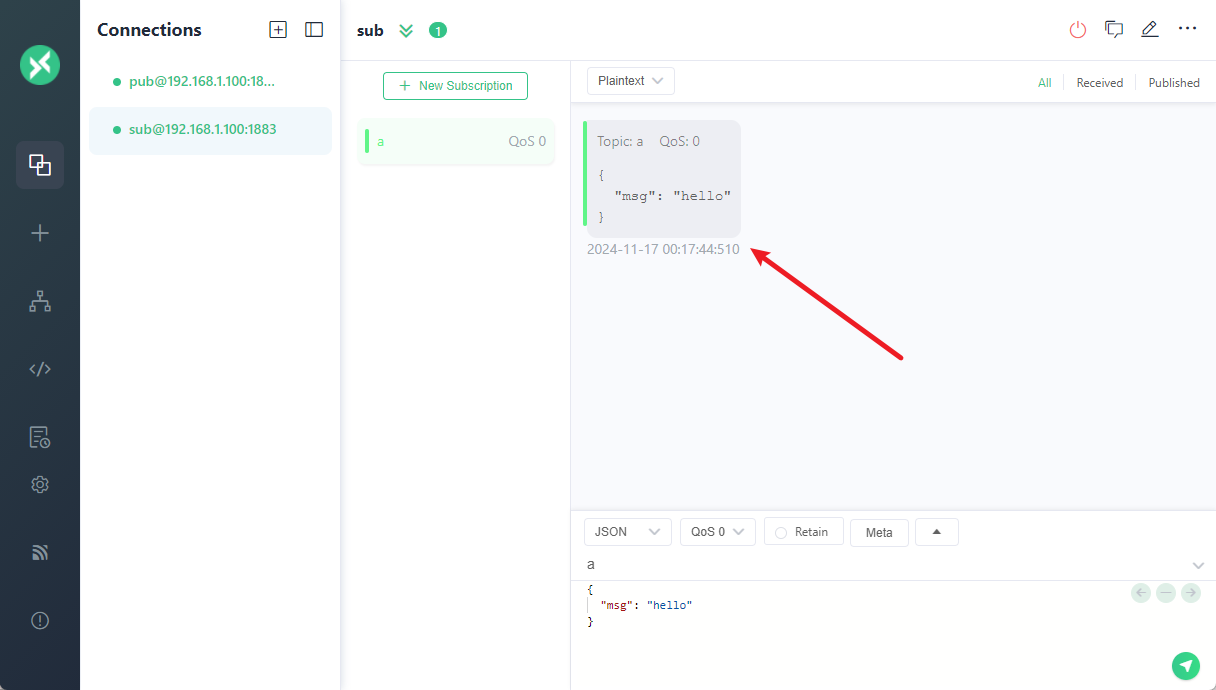 Connections
pub@192.168.1.100:18...
sub@192.168.1.100:1883
sub 1
New Subscription
a QoS 0
Plaintext
All Received Published
Topic: a QoS: 0
{
"msg": "hello"
}
2024-11-17 00:17:44:510
JSON QoS 0 Retain Meta
a
{
"msg": "hello"
}